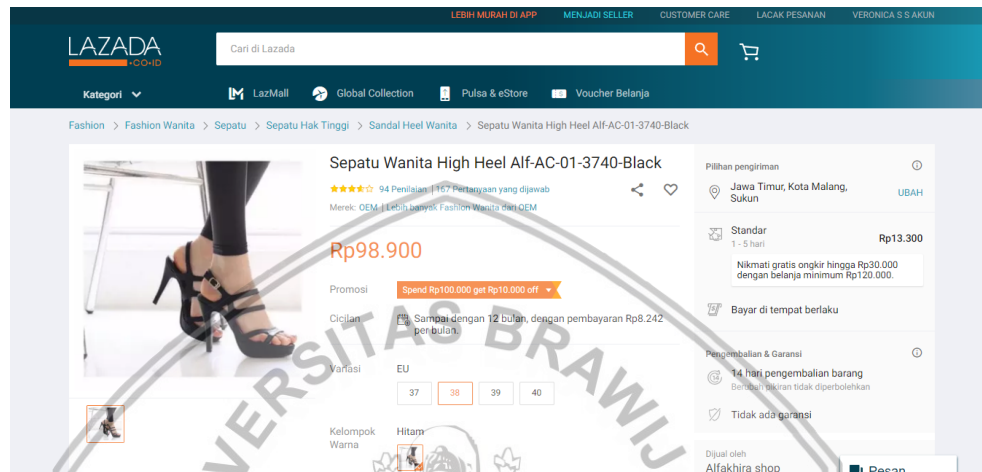 LEBIH MURAH DI APP MENJADI SELLER CUSTOMER CARE LACAK PESANAN VERONICA S S AKUN
LAZADA
.CO.ID
Cari di Lazada
Kategori LazMall Global Collection Pulsa & eStore Voucher Belanja
Fashion > Fashion Wanita > Sepatu > Sepatu Hak Tinggi > Sandal Heel Wanita > Sepatu Wanita High Heel Alf-AC-01-3740-Black
Sepatu Wanita High Heel Alf-AC-01-3740-Black
94 Penilaian | 167 Pertanyaan yang dijawab
Merek: OEM | Lebih banyak Fashion Wanita dari OEM
Rp98.900
Promosi Spend Rp100.000 get Rp10.000 off
Cicilan Sampai dengan 12 bulan, dengan pembayaran Rp8.242
per bulan.
Variasi EU
37 38 39 40
Kelompok Hitam
Warna
Pilihan pengiriman
Jawa Timur, Kota Malang,
Sukun
UBAH
Standar
1 - 5 hari
Rp13.300
Nikmati gratis ongkir hingga Rp30.000
dengan belanja minimum Rp120.000.
Bayar di tempat berlaku
Pengembalian & Garansi
14 hari pengembalian barang
Berubah pikiran tidak diperbolehkan
Tidak ada garansi
Dijual oleh
Alfakhira shop
Pesan
VERSITAS BRAWIJ